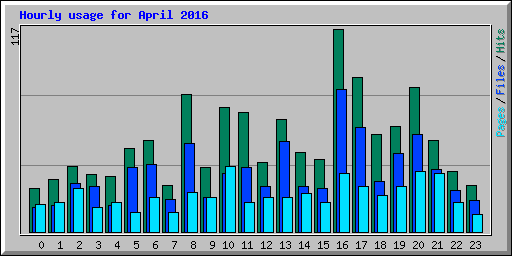 Hourly usage for April 2016
117
Pages / Files / Hits
0 1 2 3 4 5 6 7 8 9 10 11 12 13 14 15 16 17 18 19 20 21 22 23